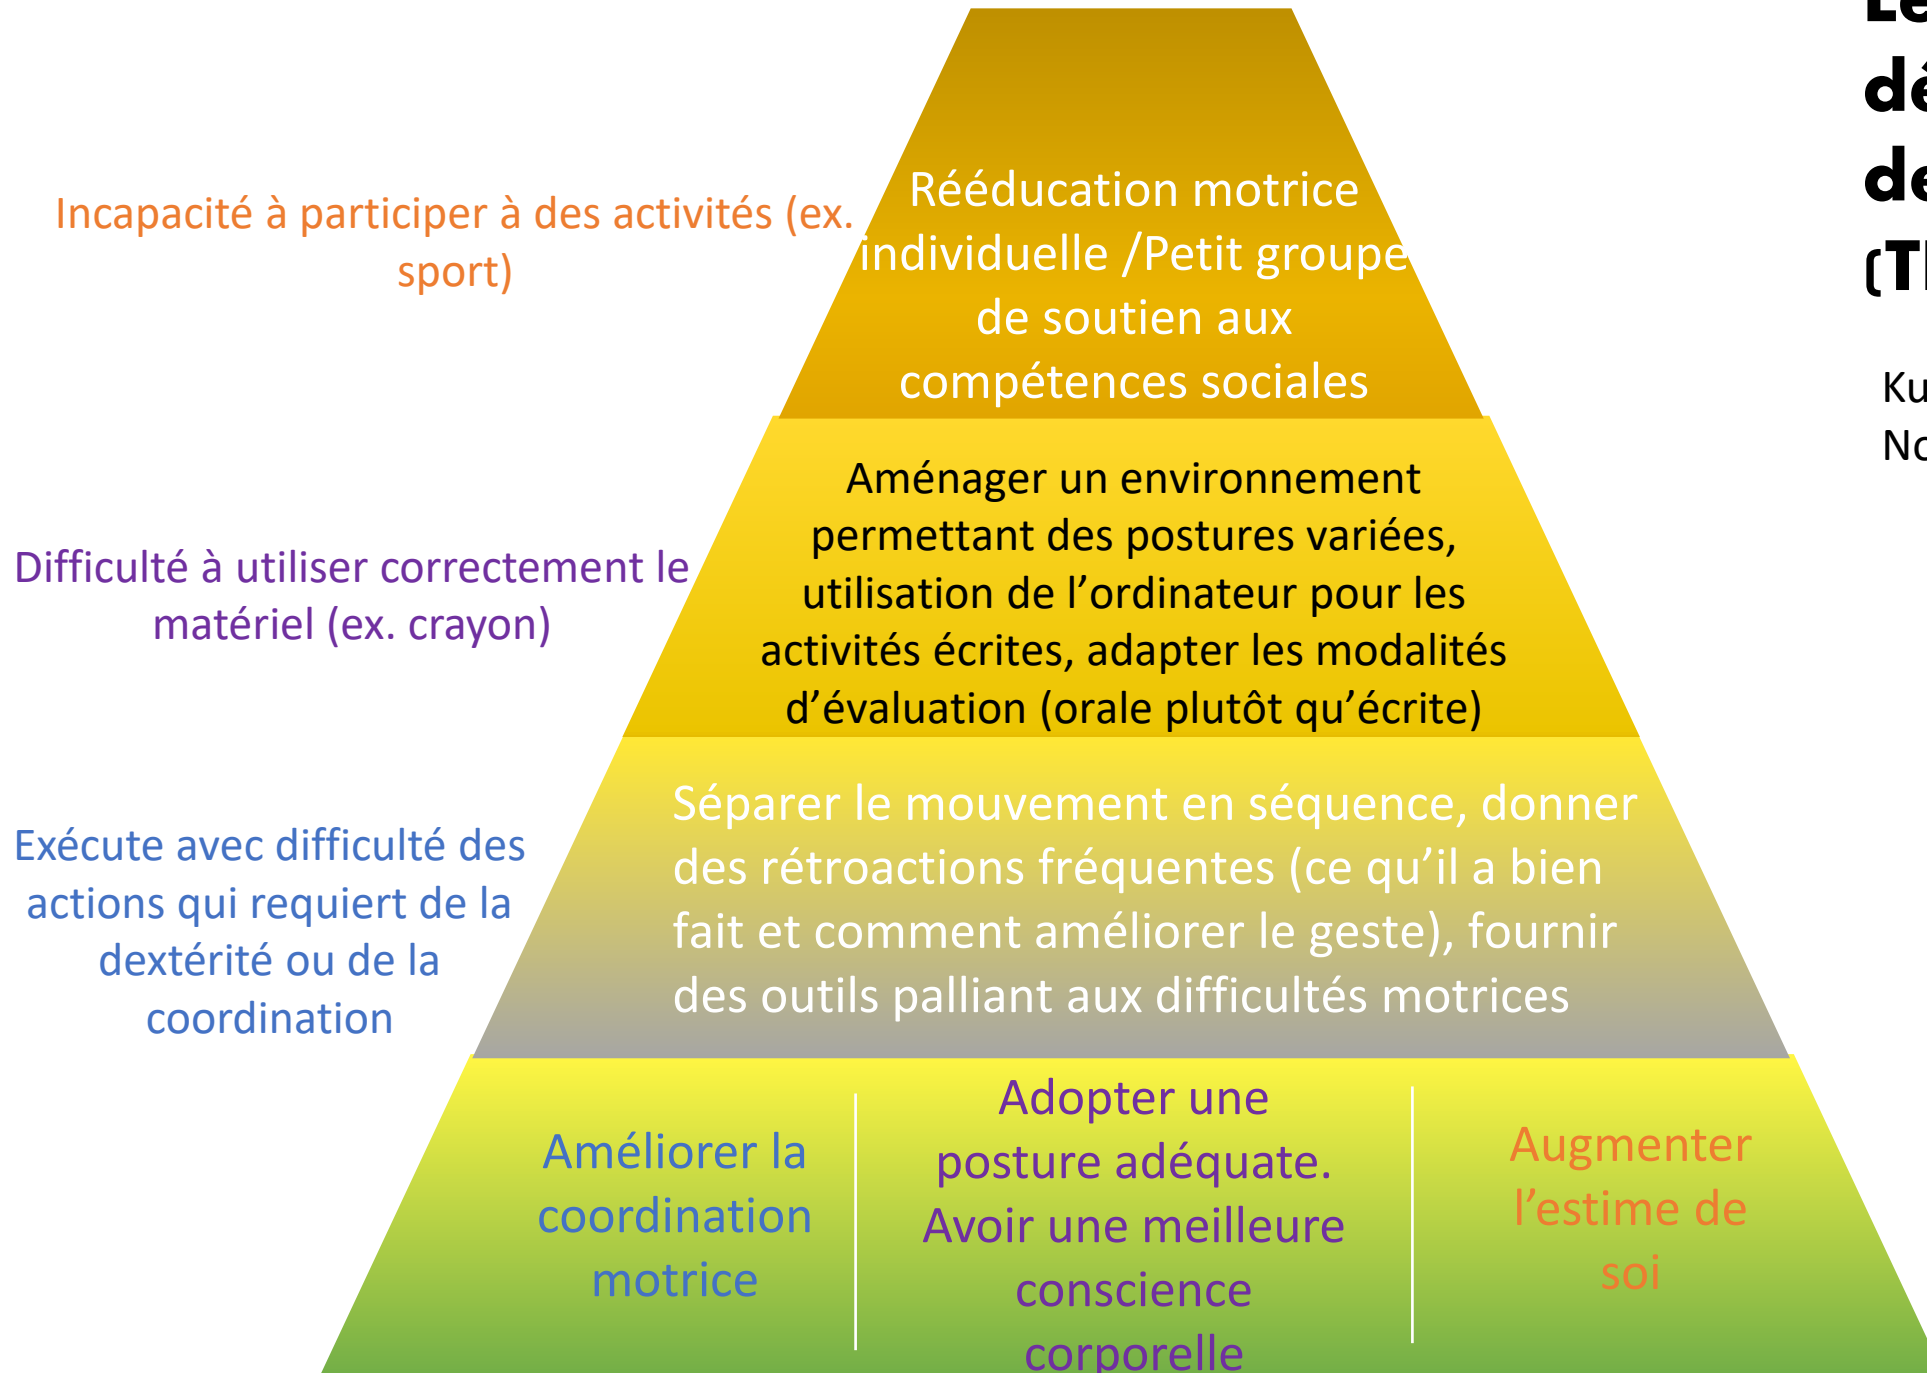 Incapacité à participer à des activités (ex.
sport)
Rééducation motrice
individuelle /Petit groupe
de soutien aux
compétences sociales
Difficulté à utiliser correctement le
matériel (ex. crayon)
Aménager un environnement
permettant des postures variées,
utilisation de l’ordinateur pour les
activités écrites, adapter les modalités
d’évaluation (orale plutôt qu’écrite)
Exécute avec difficulté des
actions qui requiert de la
dextérité ou de la
coordination
Séparer le mouvement en séquence, donner
des rétroactions fréquentes (ce qu’il a bien
fait et comment améliorer le geste), fournir
des outils palliant aux difficultés motrices
Améliorer la
coordination
motrice
Adopter une
posture adéquate.
Avoir une meilleure
conscience
corporelle
Augmenter
l’estime de
soi